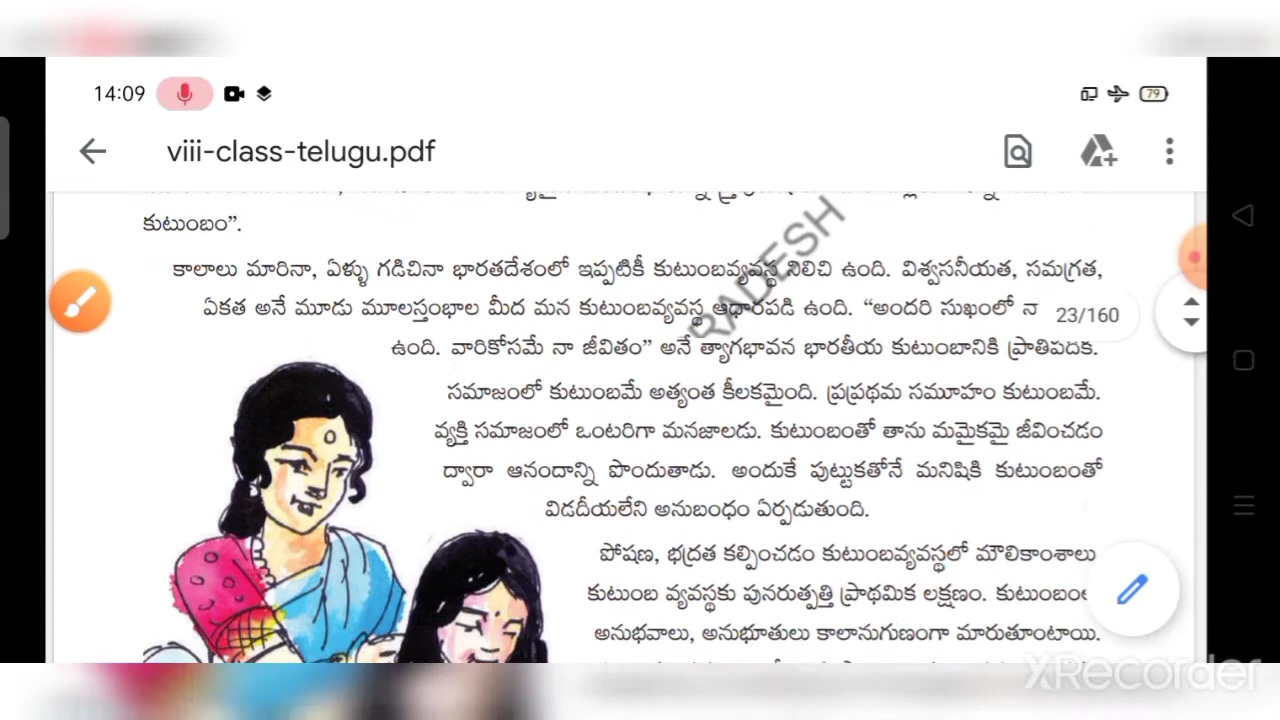 14:09
79
viii-class-telugu.pdf
కుటుంబం”.
RADESH
కాలాలు మారినా, ఏళ్ళు గడిచినా భారతదేశంలో ఇప్పటికీ కుటుంబవ్యవస్థ నిలిచి ఉంది. విశ్వసనీయత, సమగ్రత,
ఏకత అనే మూడు మూలస్తంభాల మీద మన కుటుంబవ్యవస్థ ఆధారపడి ఉంది. “అందరి సుఖంలో నా
23/160
ఉంది. వారికోసమే నా జీవితం” అనే త్యాగభావన భారతీయ కుటుంబానికి ప్రాతిపదిక.
సమాజంలో కుటుంబమే అత్యంత కీలకమైంది. ప్రప్రథమ సమూహం కుటుంబమే.
వ్యక్తి సమాజంలో ఒంటరిగా మనజాలడు. కుటుంబంతో తాను మమైకమై జీవించడం
ద్వారా ఆనందాన్ని పొందుతాడు. అందుకే పుట్టుకతోనే మనిషికి కుటుంబంతో
విడదీయలేని అనుబంధం ఏర్పడుతుంది.
పోషణ, భద్రత కల్పించడం కుటుంబవ్యవస్థలో మౌలికాంశాలు
కుటుంబ వ్యవస్థకు పునరుత్పత్తి ప్రాథమిక లక్షణం.
అనుభవాలు, అనుభూతులు కాలానుగుణంగా మారుతూంటాయి.
XRecorder